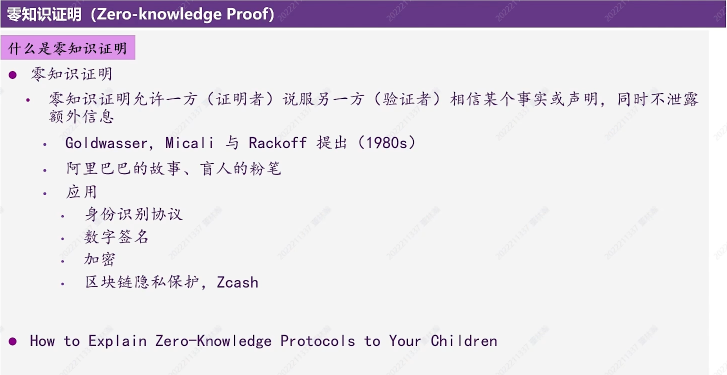 零知识证明（Zero-knowledge Proof）
什么是零知识证明
● 零知识证明
• 零知识证明允许一方（证明者）说服另一方（验证者）相信某个事实或声明，同时不泄露
额外信息
• Goldwasser, Micali 与 Rackoff 提出（1980s）
• 阿里巴巴的故事、盲人的粉笔
• 应用
• 身份识别协议
• 数字签名
• 加密
• 区块链隐私保护，Zcash
● How to Explain Zero-Knowledge Protocols to Your Children